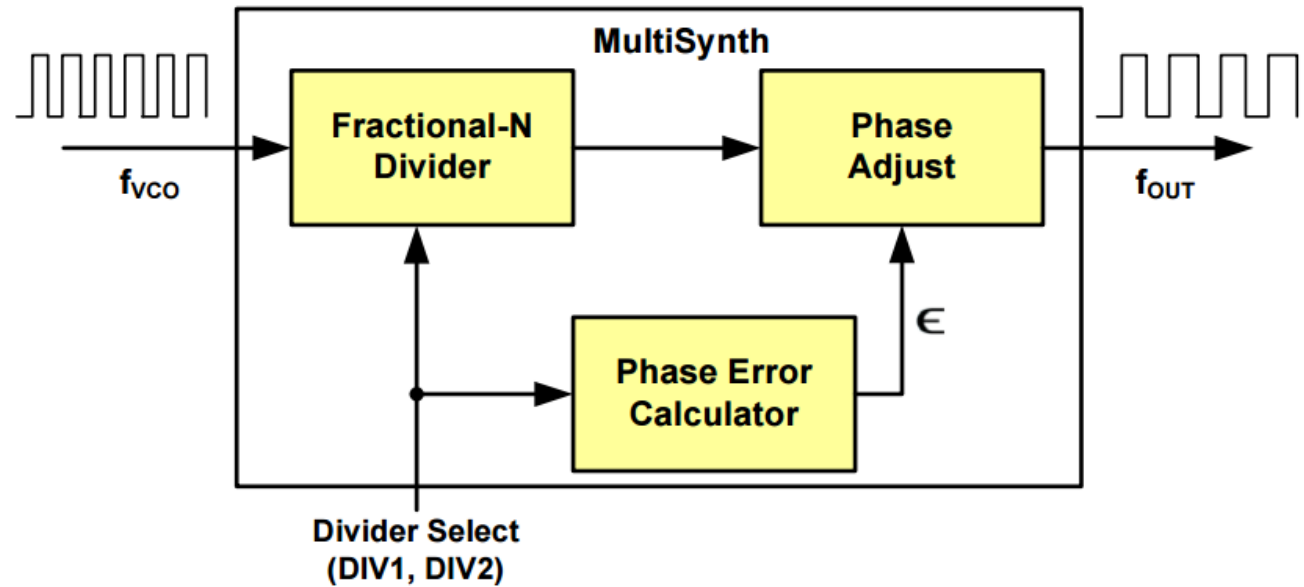 MultiSynth
Fractional-N
Divider
Phase
Adjust
fVCO
fOUT
ϵ
Phase Error
Calculator
Divider Select
(DIV1, DIV2)